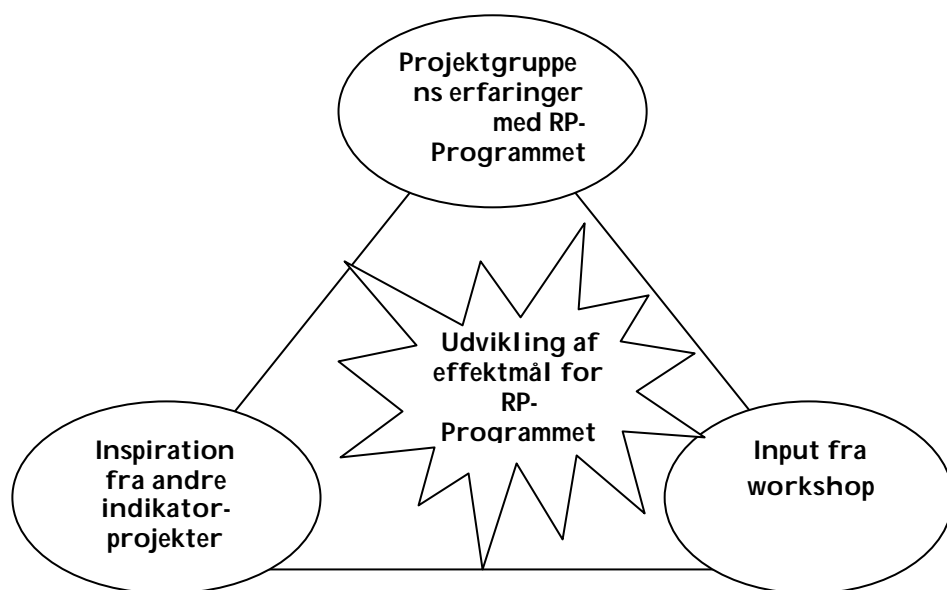 Projektgruppe
ns erfaringer
med RP-
Programmet
Udvikling af
effektmål for
RP-
Programmet
Inspiration
fra andre
indikator-
projekter
Input fra
workshop